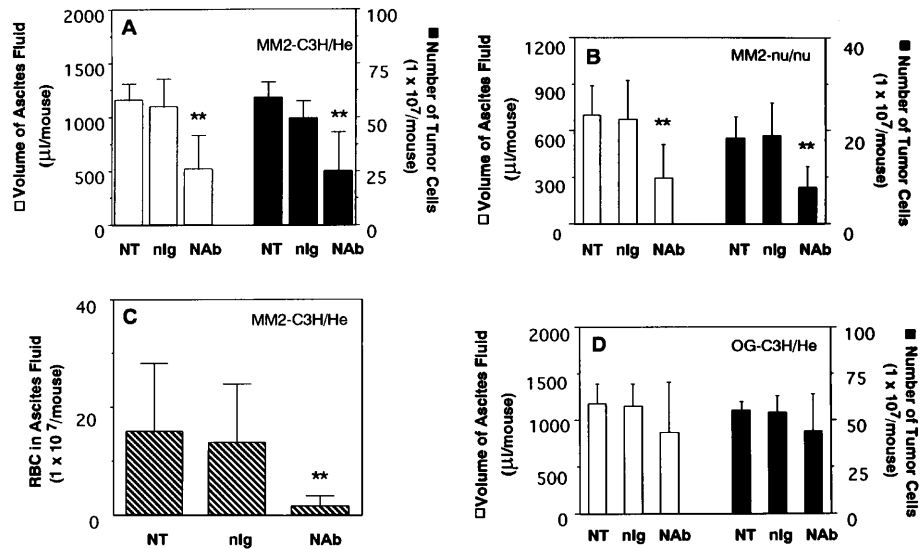 A
MM2-C3H/He
□ Volume of Ascites Fluid
(µl/mouse)
2000
1500
1000
500
0
**
**
100
75
50
25
0
■ Number of Tumor Cells
(1 x 10⁷/mouse)
NT nIg NAb NT nIg NAb
B
MM2-nu/nu
□ Volume of Ascites Fluid
(µl/mouse)
1200
900
600
300
0
**
**
40
20
0
■ Number of Tumor Cells
(1 x 10⁷/mouse)
NT nIg NAb NT nIg NAb
C
MM2-C3H/He
RBC in Ascites Fluid
(1 x 10⁷/mouse)
40
20
0
**
NT nIg NAb
D
OG-C3H/He
□ Volume of Ascites Fluid
(µl/mouse)
2000
1500
1000
500
0
100
75
50
25
0
■ Number of Tumor Cells
(1 x 10⁷/mouse)
NT nIg NAb NT nIg NAb